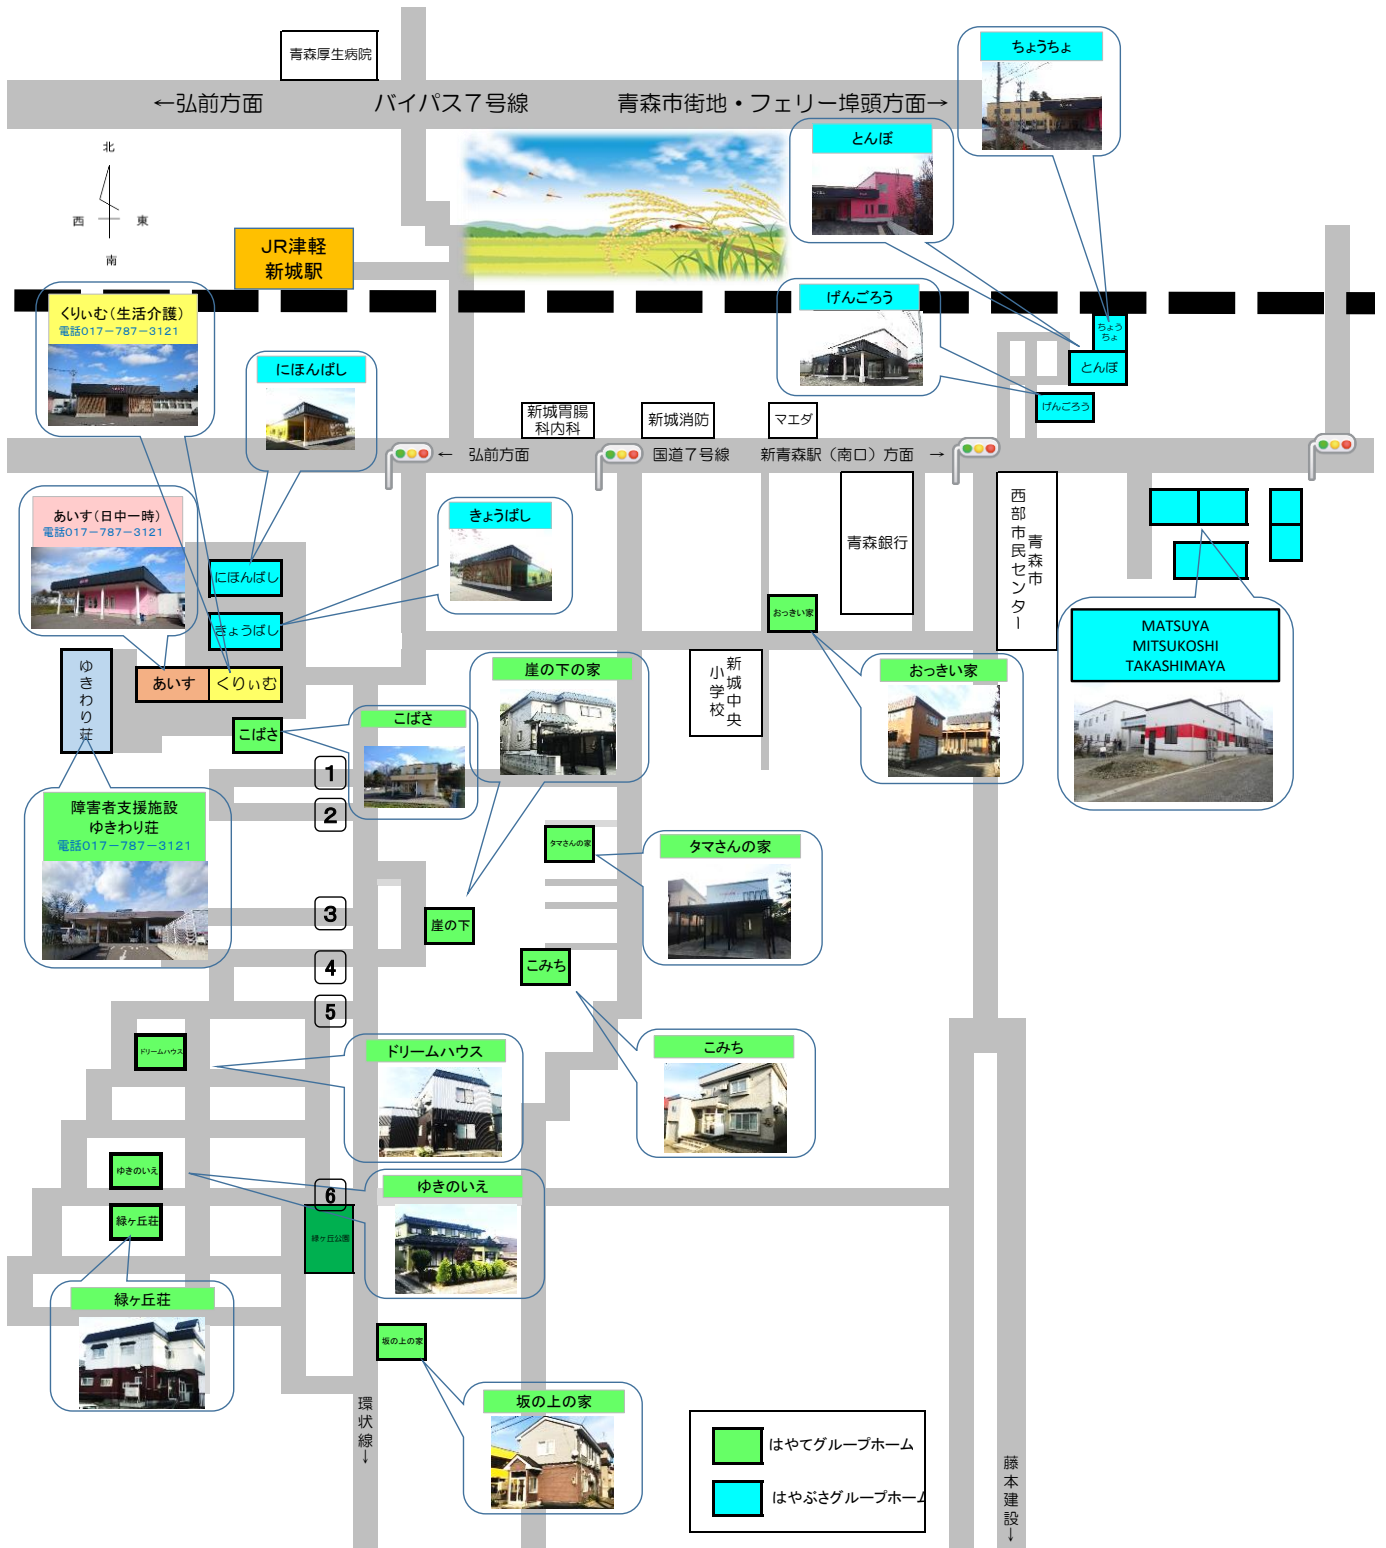 青森厚生病院
ちょうちょ
←弘前方面
バイパス7号線
青森市街地・フェリー埠頭方面→
とんぼ
北
西
東
南
JR津軽
新城駅
くりぃむ(生活介護)
電話017-787-3121
げんごろう
ちょう
ちょ
とんぼ
げんごろう
にほんばし
新城胃腸
科内科
新城消防
マエダ
← 弘前方面
国道7号線
新青森駅(南口)方面 →
あいす(日中一時)
電話017-787-3121
きょうばし
青森銀行
青森市
西部市民センター
にほんばし
きょうばし
おっきい家
MATSUYA
MITSUKOSHI
TAKASHIMAYA
ゆきわり荘
あいす
くりぃむ
崖の下の家
新城中央
小学校
おっきい家
こばさ
こばさ
1
2
障害者支援施設
ゆきわり荘
電話017-787-3121
タマさんの家
タマさんの家
3
崖の下
4
こみち
5
ドリームハウス
ドリームハウス
こみち
ゆきのいえ
ゆきのいえ
6
緑ヶ丘荘
緑ヶ丘公園
緑ヶ丘荘
坂の上の家
坂の上の家
環状線↓
はやてグループホーム
はやぶさグループホーム
藤本建設↓